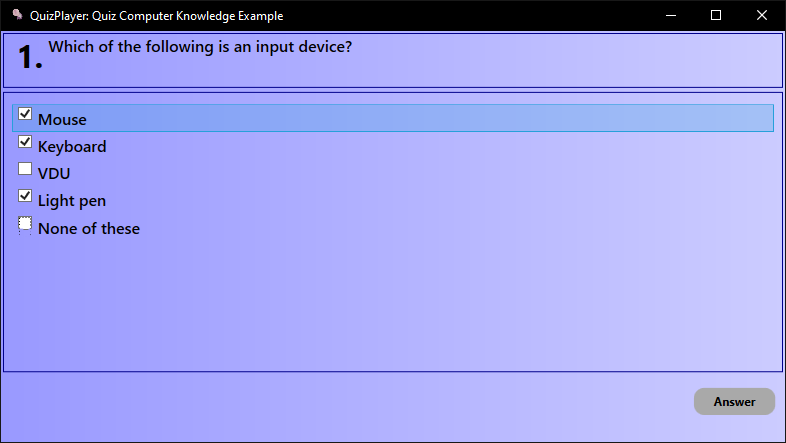 QuizPlayer: Quiz Computer Knowledge Example
1. Which of the following is an input device?
Mouse
Keyboard
VDU
Light pen
None of these
Answer